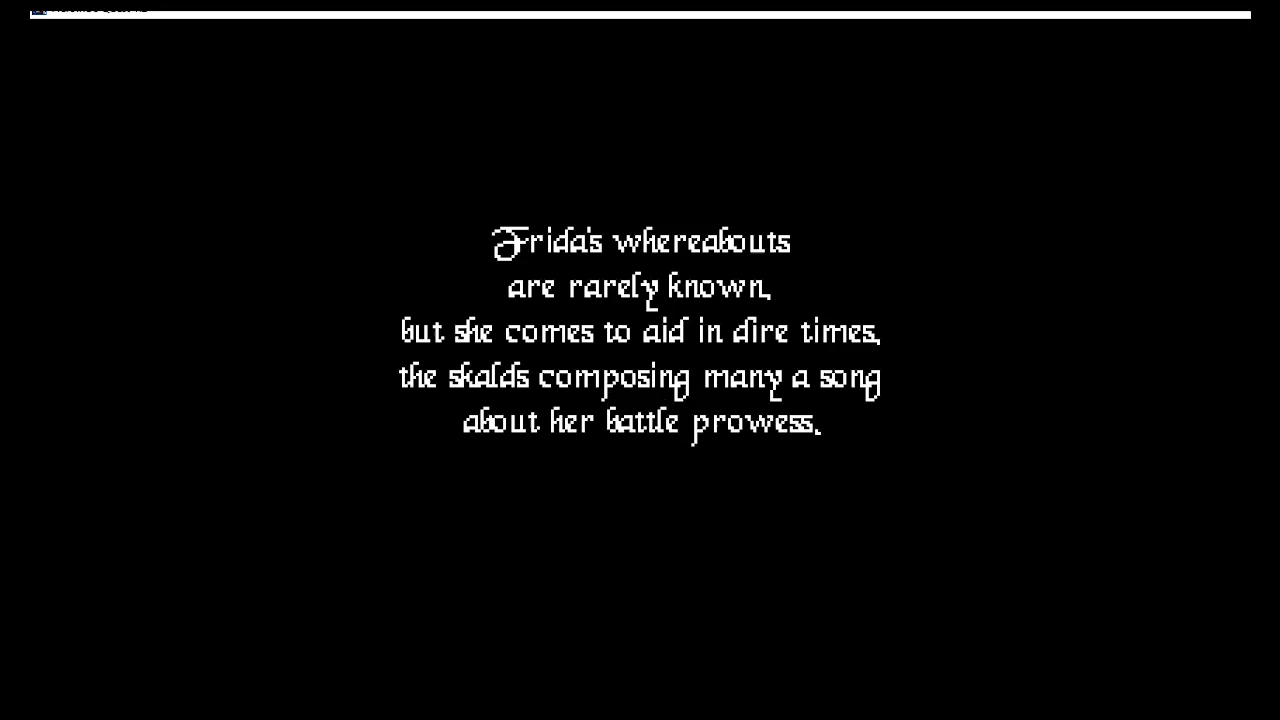 Frida's whereabouts
are rarely known,
but she comes to aid in dire times,
the skalds composing many a song
about her battle prowess.